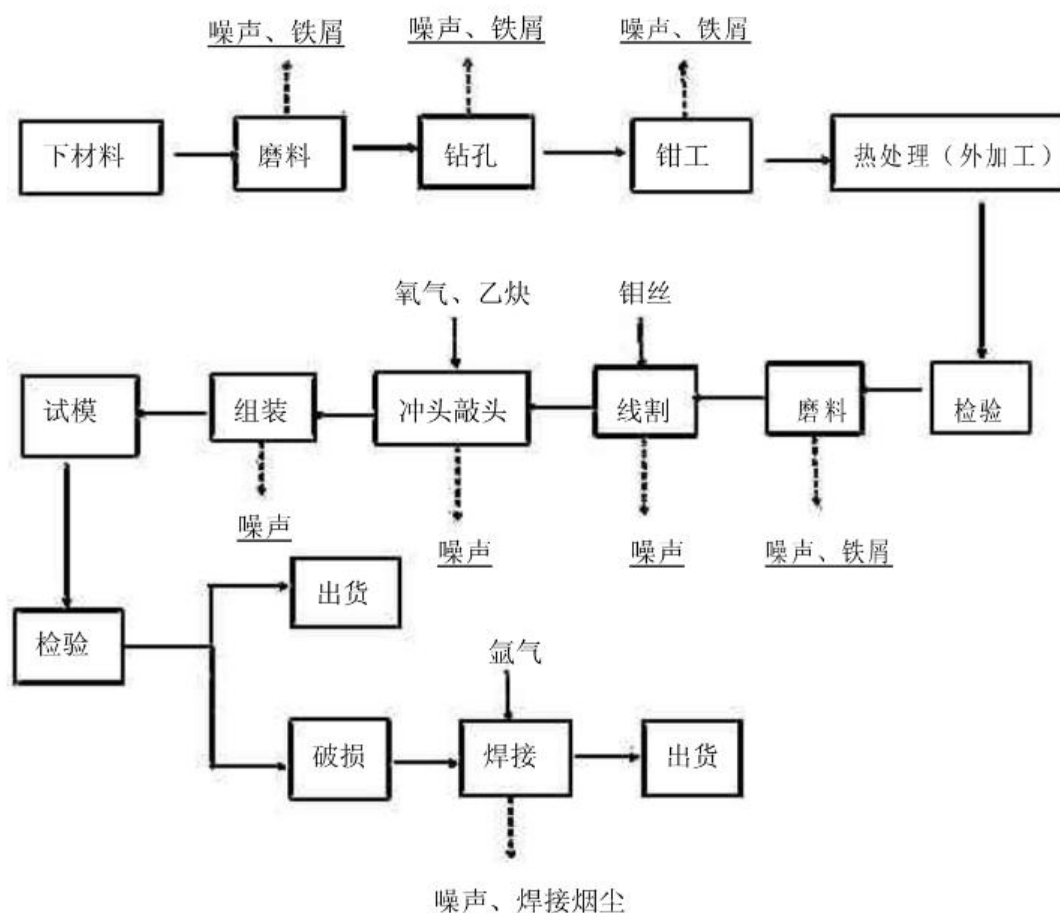 噪声、铁屑
噪声、铁屑
噪声、铁屑
下材料
磨料
钻孔
钳工
热处理（外加工）
氧气、乙炔
钼丝
试模
组装
冲头敲头
线割
磨料
检验
噪声
噪声
噪声
噪声、铁屑
出货
检验
氩气
破损
焊接
出货
噪声、焊接烟尘